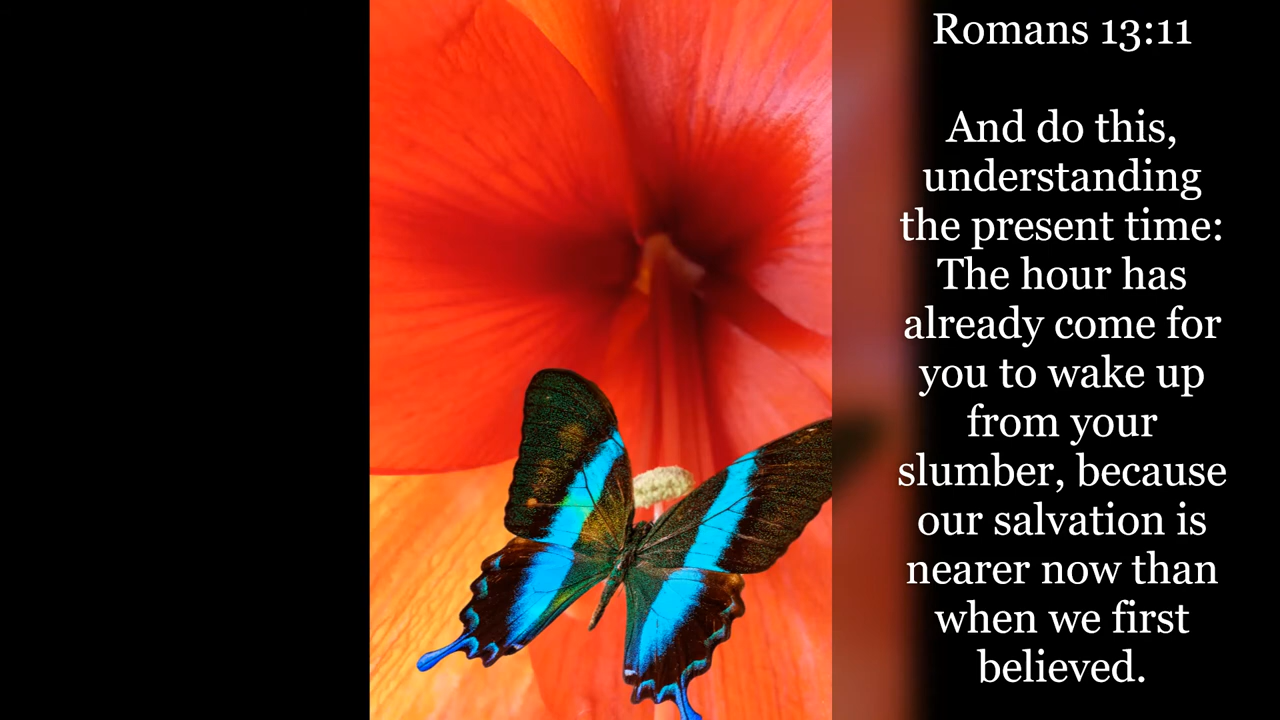 Romans 13:11
And do this,
understanding
the present time:
The hour has
already come for
you to wake up
from your
slumber, because
our salvation is
nearer now than
when we first
believed.